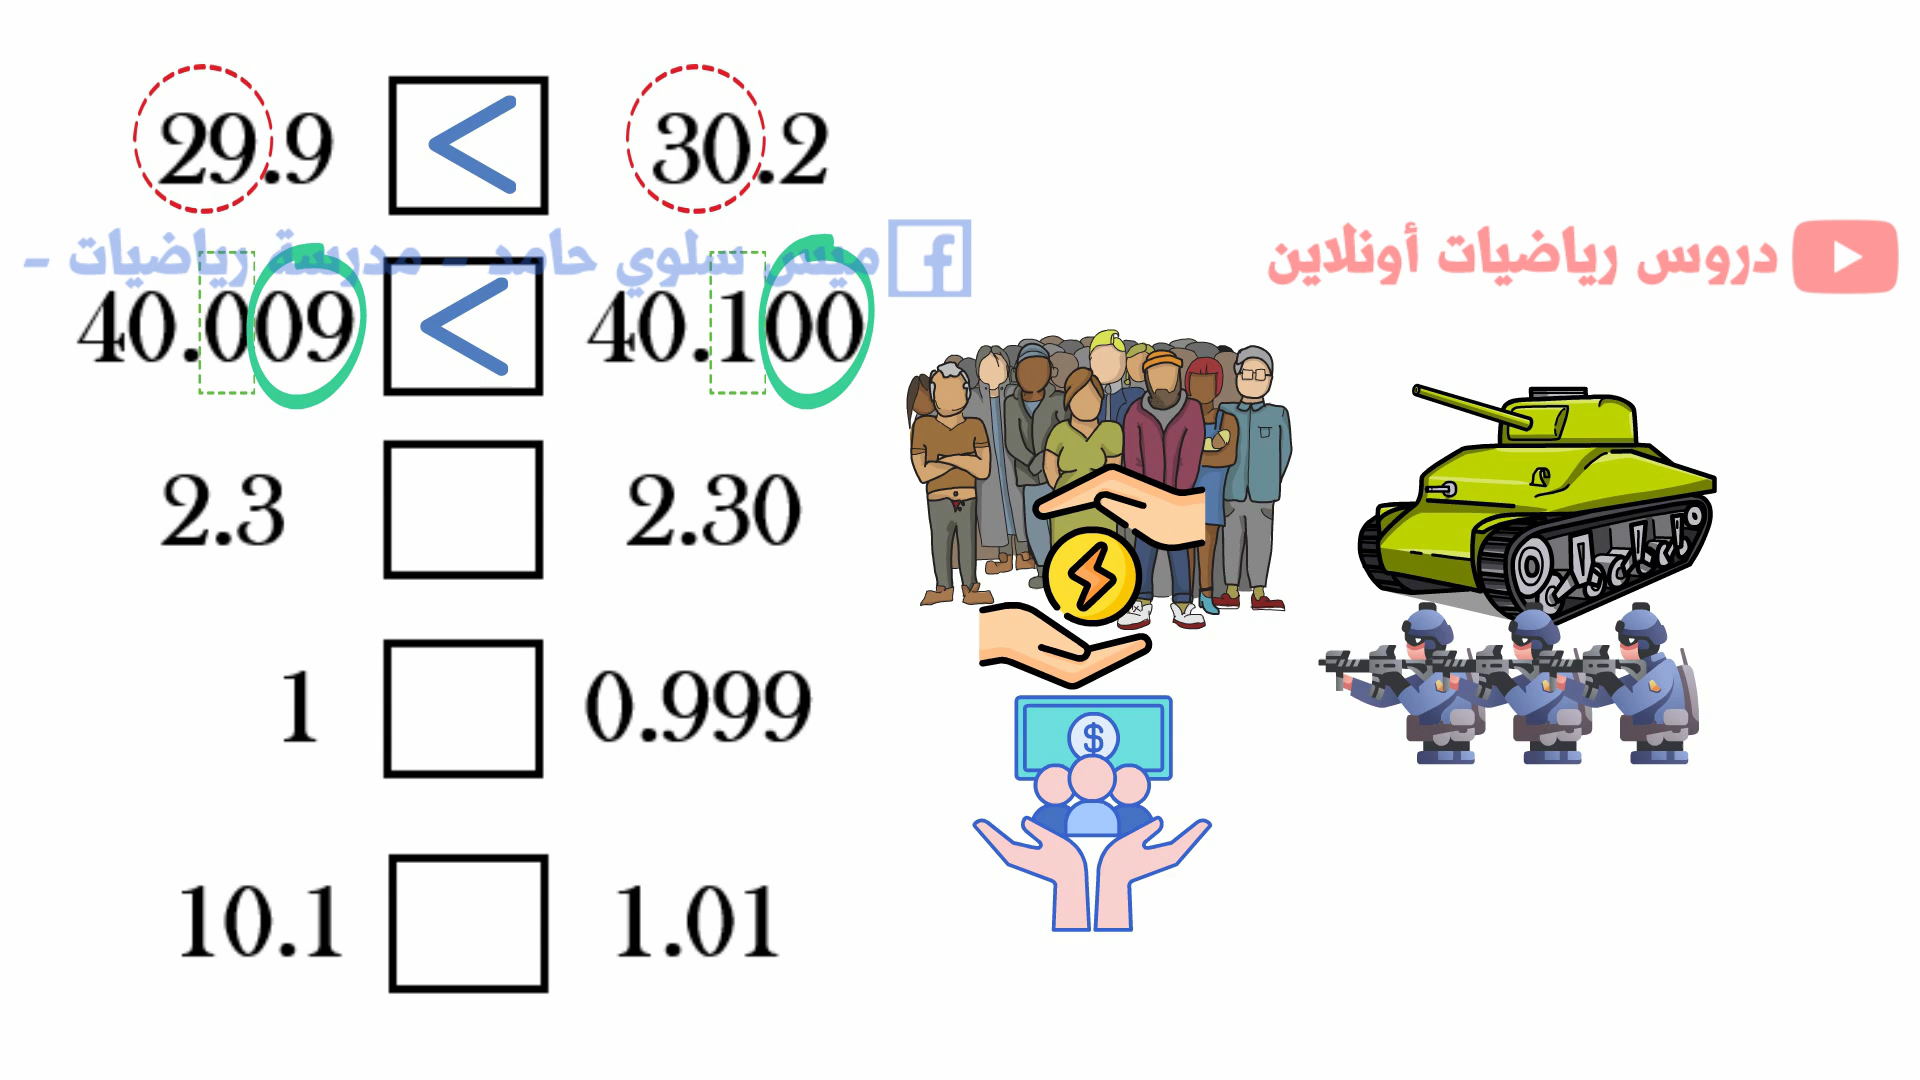 29.9 < 30.2
ميس سلوي حامد - مدرسة رياضيات -
دروس رياضيات أونلاين
40.009 < 40.100
2.3 2.30
1 0.999
$
10.1 1.01